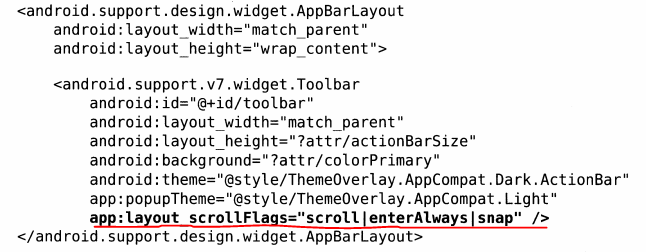 <android.support.design.widget.AppBarLayout
android:layout_width="match_parent"
android:layout_height="wrap_content">
<android.support.v7.widget.Toolbar
android:id="@+id/toolbar"
android:layout_width="match_parent"
android:layout_height="?attr/actionBarSize"
android:background="?attr/colorPrimary"
android:theme="@style/ThemeOverlay.AppCompat.Dark.ActionBar"
app:popupTheme="@style/ThemeOverlay.AppCompat.Light"
app:layout_scrollFlags="scroll|enterAlways|snap" />
</android.support.design.widget.AppBarLayout>